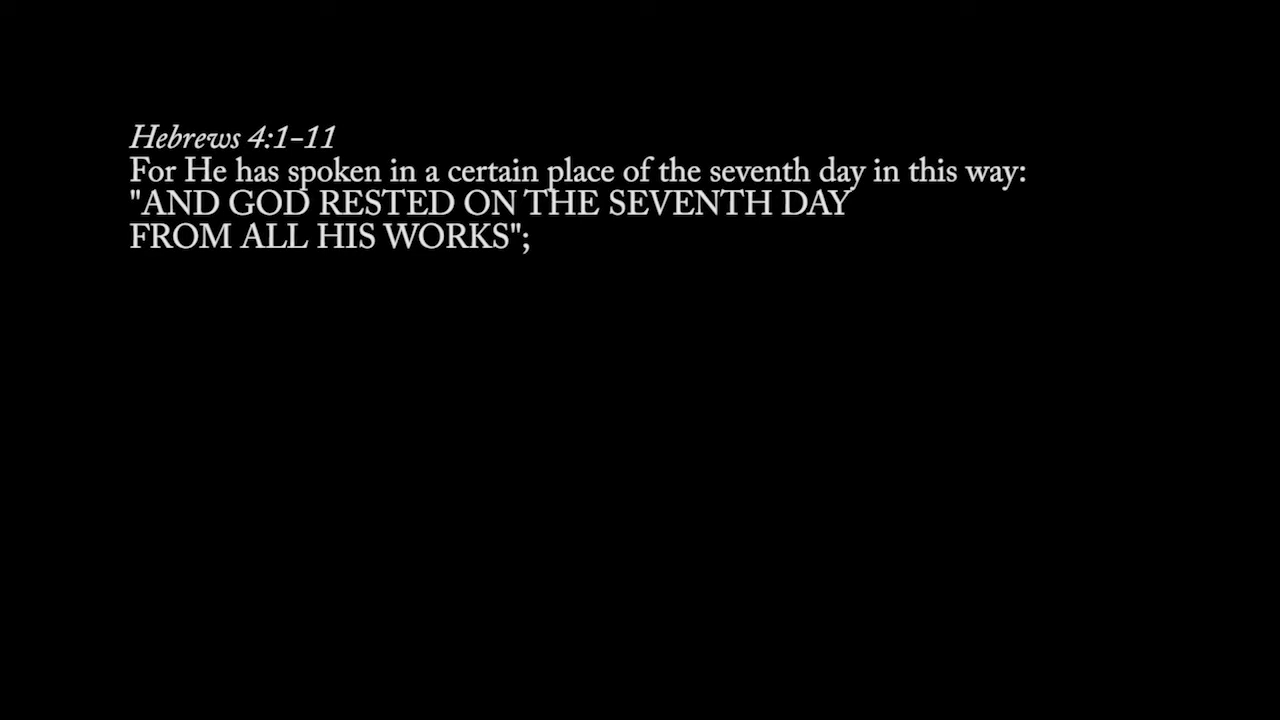 Hebrews 4:1-11
For He has spoken in a certain place of the seventh day in this way:
"AND GOD RESTED ON THE SEVENTH DAY
FROM ALL HIS WORKS";